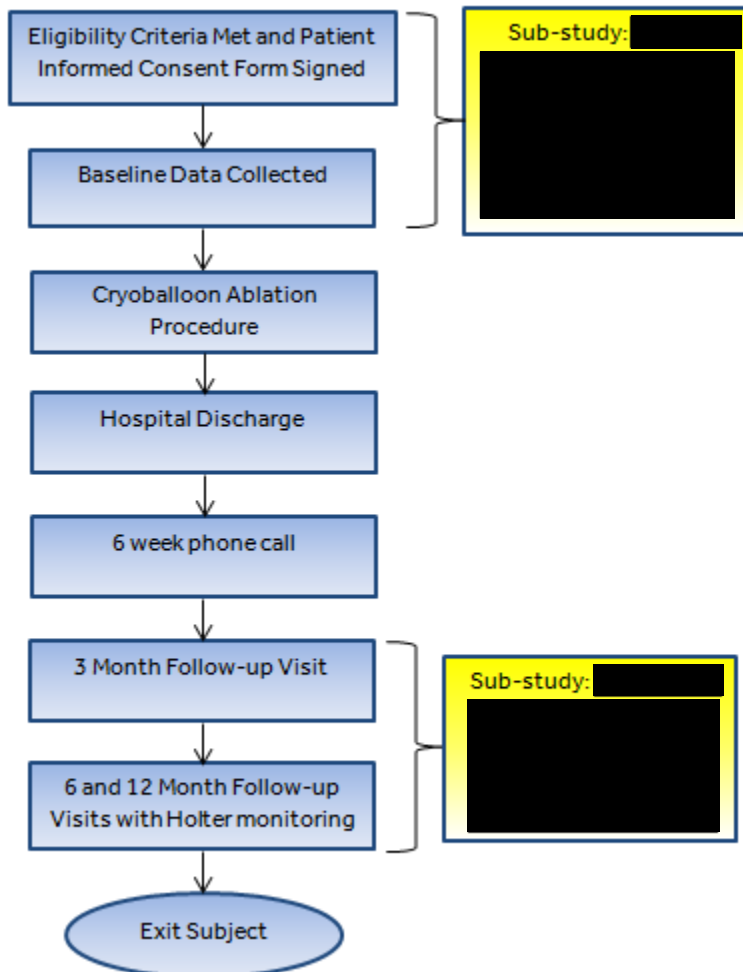 Eligibility Criteria Met and Patient
Informed Consent Form Signed
Sub-study:
Baseline Data Collected
Cryoballoon Ablation
Procedure
Hospital Discharge
6 week phone call
3 Month Follow-up Visit
Sub-study:
6 and 12 Month Follow-up
Visits with Holter monitoring
Exit Subject